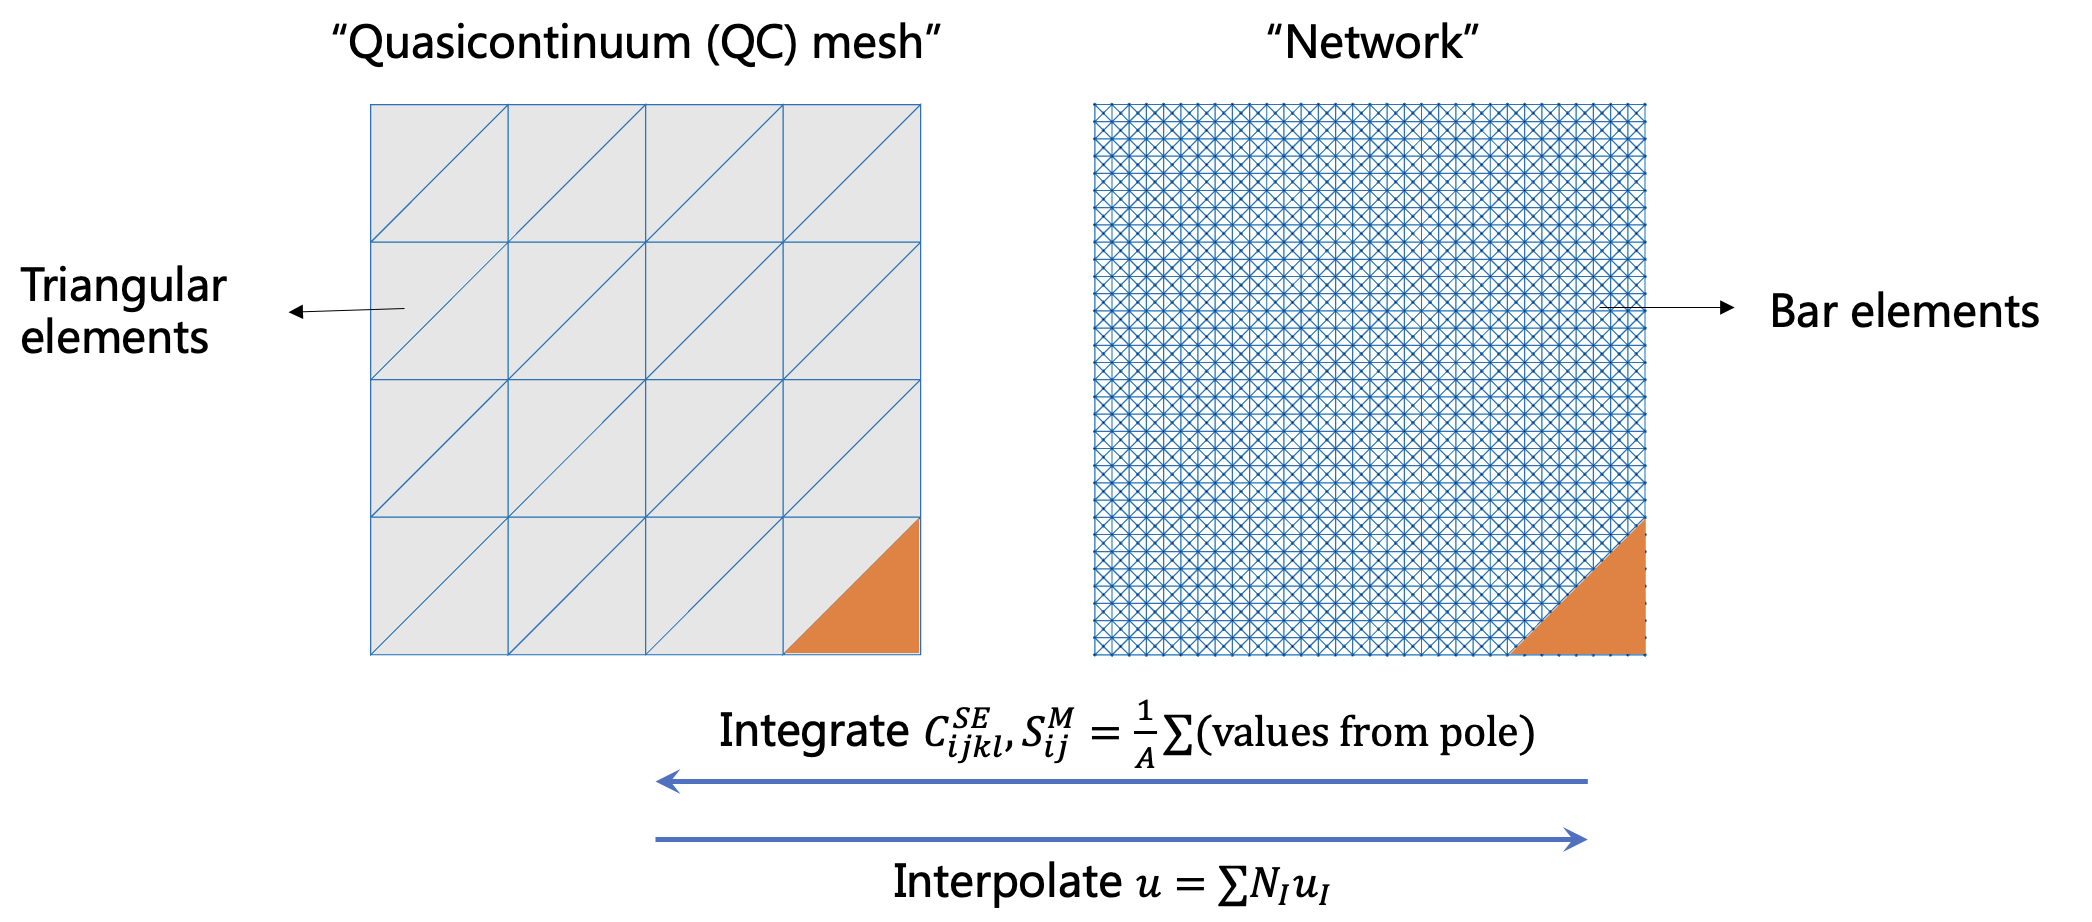 “Quasicontinuum (QC) mesh”
“Network”
Triangular
elements
Bar elements
Integrate $C_{ijkl}^{SE}, S_{ij}^{M} = \frac{1}{A}\sum(\text{values from pole})$
Interpolate $u = \sum N_I u_I$